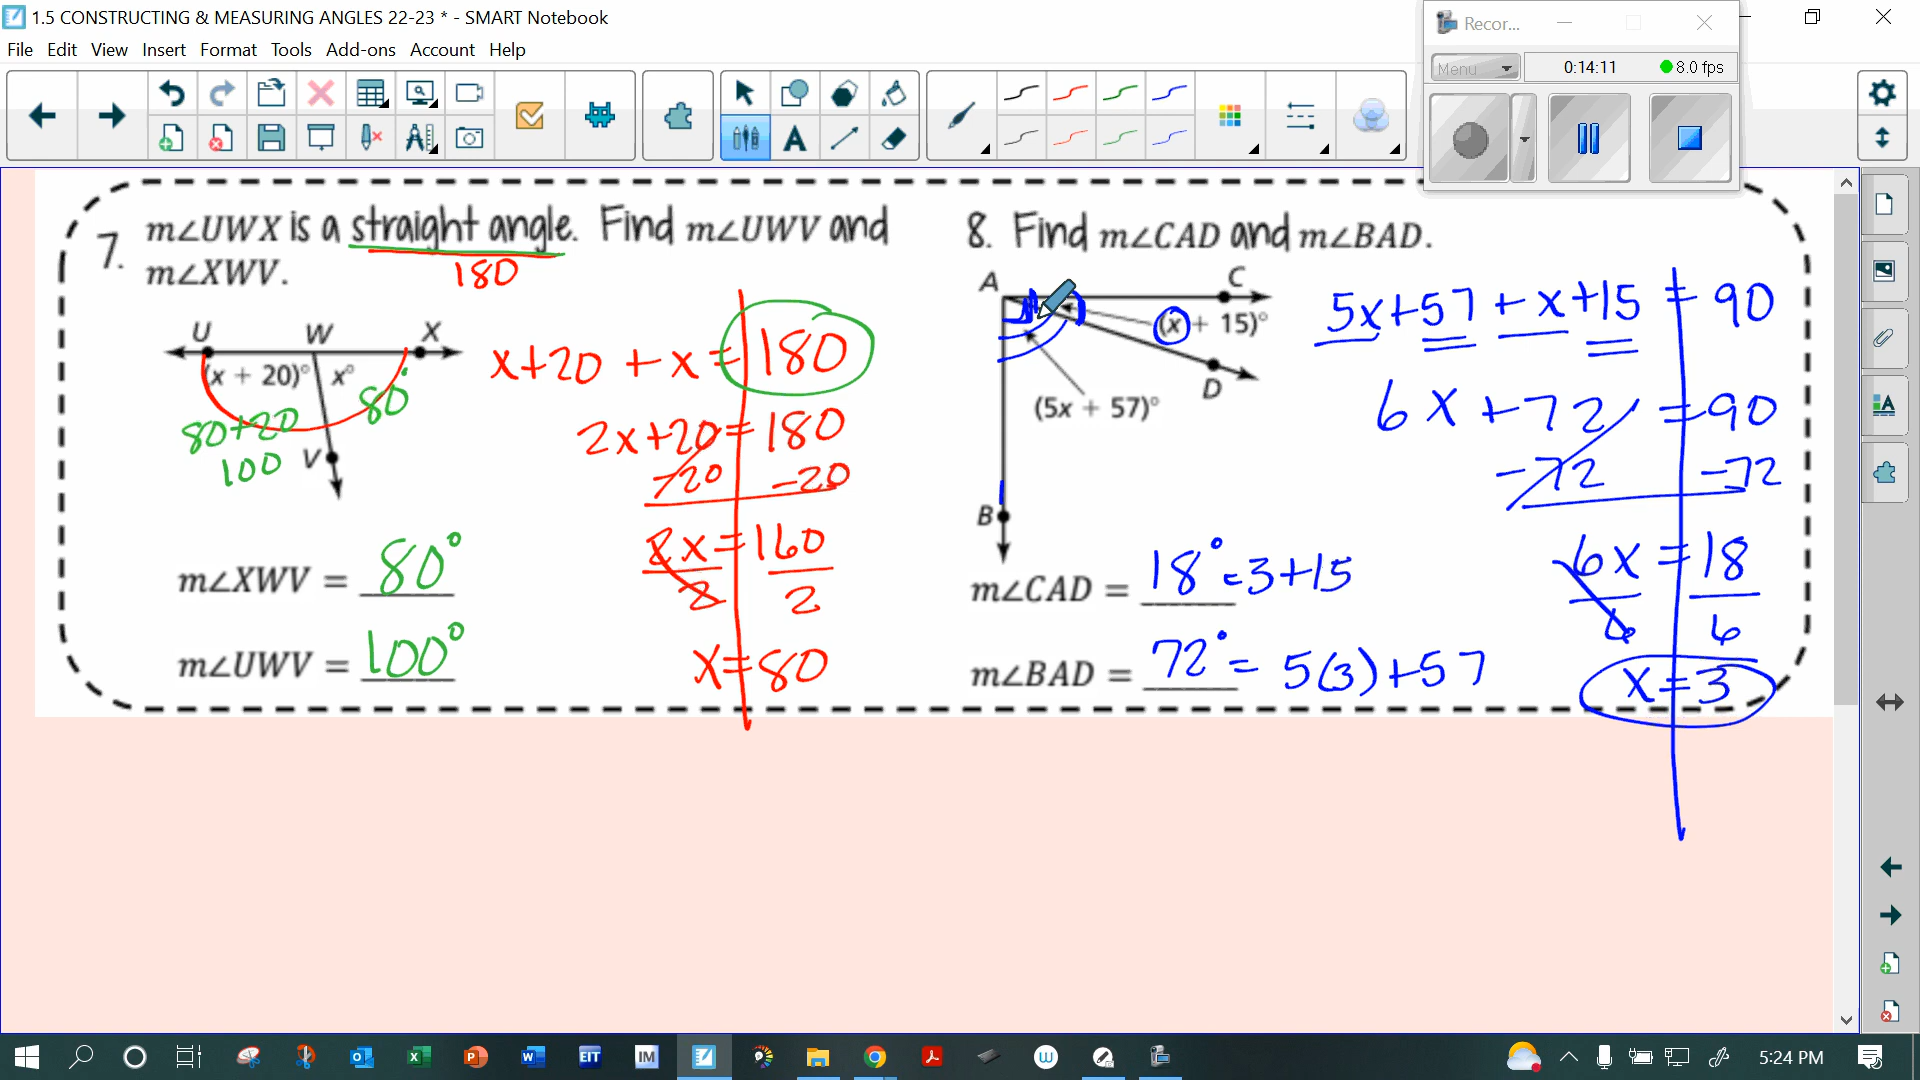 1.5 CONSTRUCTING & MEASURING ANGLES 22-23 * - SMART Notebook
File Edit View Insert Format Tools Add-ons Account Help
Recor...
Menu
0:14:11
8.0 fps
7. m∠UWX is a straight angle. Find m∠UWV and
m∠XWV.
180
U W X
(x + 20)° x°
80°
80+20
100
V
x+20 + x = 180
2x+20 = 180
-20 -20
2x = 160
2 2
x = 80
m∠XWV = 80°
m∠UWV = 100°
8. Find m∠CAD and m∠BAD.
A C
(x + 15)°
D
(5x + 57)°
B
5x+57 + x+15 = 90
6x +72 = 90
-72 -72
6x = 18
6 6
x = 3
m∠CAD = 18° = 3+15
m∠BAD = 72° = 5(3)+57
EIT
IM
5:24 PM